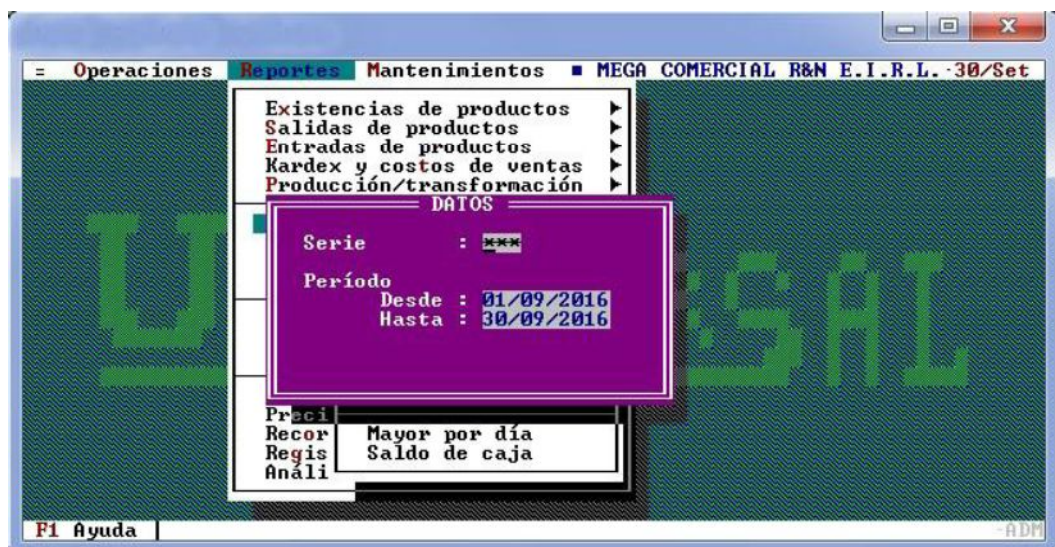 = Operaciones Reportes Mantenimientos ■ MEGA COMERCIAL R&N E.I.R.L. 30/Set
Existencias de productos ►
Salidas de productos ►
Entradas de productos ►
Kardex y costos de ventas ►
Producción/transformación ►
DATOS
Serie : ***
Período
Desde : 01/09/2016
Hasta : 30/09/2016
Preci
Recor
Mayor por día
Regis
Saldo de caja
Análi
F1 Ayuda
-ADM